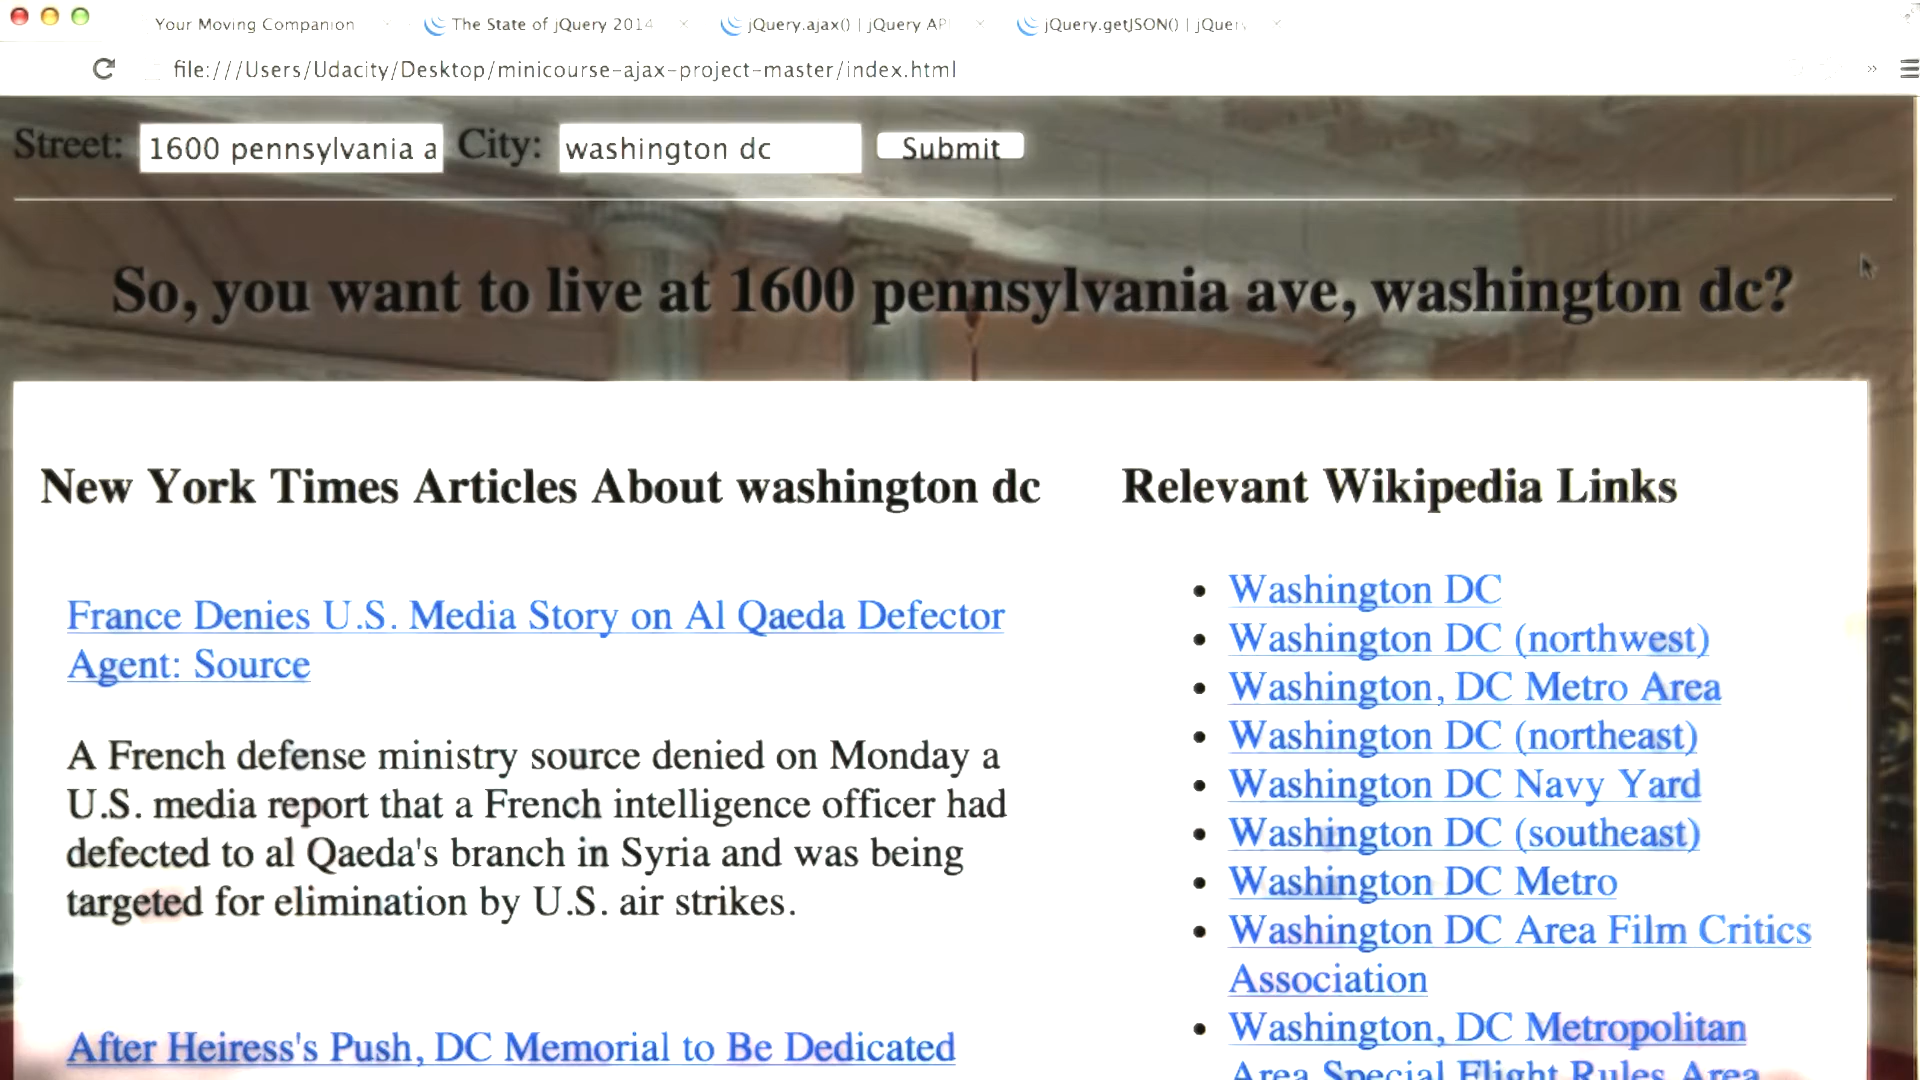 Your Moving Companion
The State of jQuery 2014
jQuery.ajax() | jQuery AP
jQuery.getJSON() | jQuery
file:///Users/Udacity/Desktop/minicourse-ajax-project-master/index.html
Street: 1600 pennsylvania a City: washington dc Submit
So, you want to live at 1600 pennsylvania ave, washington dc?
New York Times Articles About washington dc
France Denies U.S. Media Story on Al Qaeda Defector
Agent: Source
A French defense ministry source denied on Monday a
U.S. media report that a French intelligence officer had
defected to al Qaeda's branch in Syria and was being
targeted for elimination by U.S. air strikes.
After Heiress's Push, DC Memorial to Be Dedicated
Relevant Wikipedia Links
Washington DC
Washington DC (northwest)
Washington, DC Metro Area
Washington DC (northeast)
Washington DC Navy Yard
Washington DC (southeast)
Washington DC Metro
Washington DC Area Film Critics
Association
Washington, DC Metropolitan
Area Special Flight Rules Area